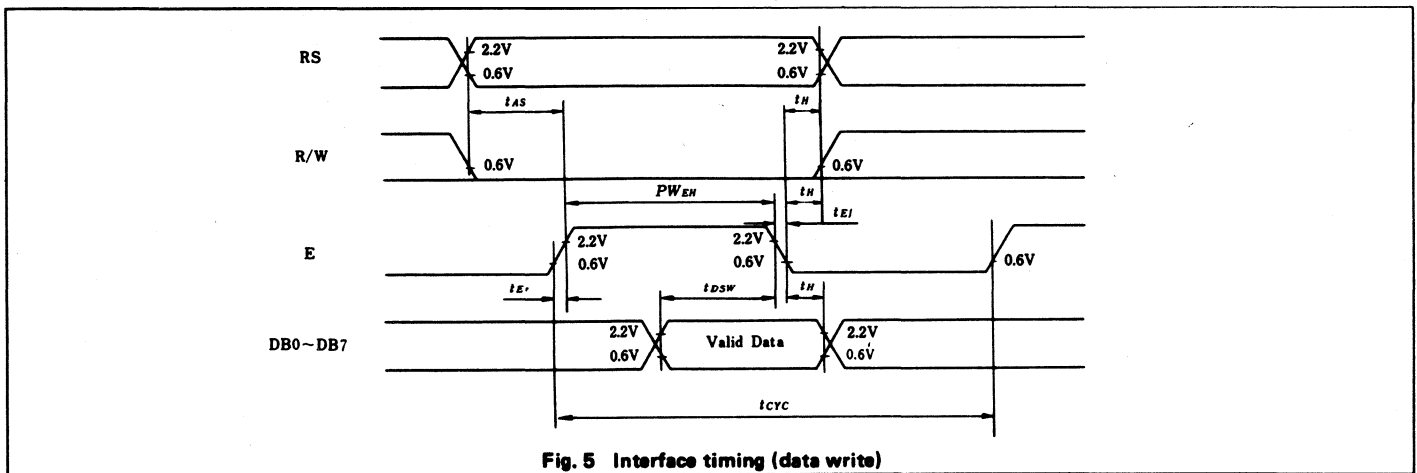 RS
2.2V
0.6V
2.2V
0.6V
tAS
tH
R/W
0.6V
0.6V
PWEH
tH
tEf
E
2.2V
0.6V
2.2V
0.6V
0.6V
tEr
tDSW
tH
DB0~DB7
2.2V
0.6V
Valid Data
2.2V
0.6V
tCYC
Fig. 5 Interface timing (data write)